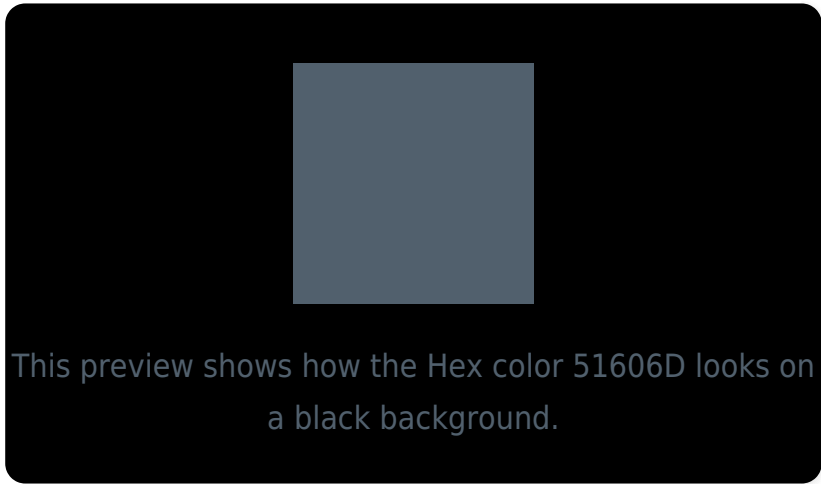 This preview shows how the Hex color 51606D looks on
a black background.